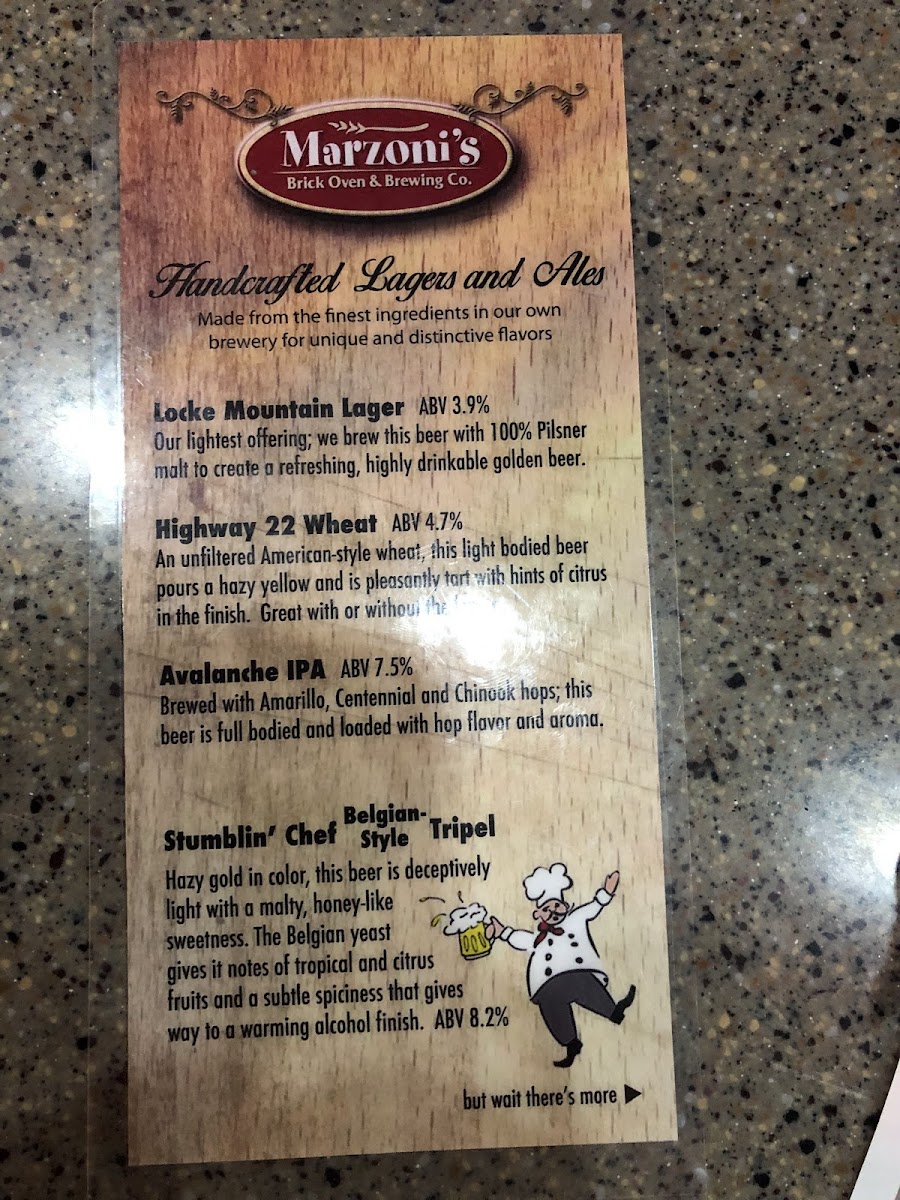 Marzoni's
Brick Oven & Brewing Co.
Handcrafted Lagers and Ales
Made from the finest ingredients in our own
brewery for unique and distinctive flavors
Locke Mountain Lager ABV 3.9%
Our lightest offering; we brew this beer with 100% Pilsner
malt to create a refreshing, highly drinkable golden beer.
Highway 22 Wheat ABV 4.7%
An unfiltered American-style wheat, this light bodied beer
pours a hazy yellow and is pleasantly tart with hints of citrus
in the finish. Great with or without the
Avalanche IPA ABV 7.5%
Brewed with Amarillo, Centennial and Chinook hops; this
beer is full bodied and loaded with hop flavor and aroma.
Stumblin' Chef Belgian-Style Tripel
Hazy gold in color, this beer is deceptively
light with a malty, honey-like
sweetness. The Belgian yeast
gives it notes of tropical and citrus
fruits and a subtle spiciness that gives
way to a warming alcohol finish. ABV 8.2%
but wait there's more